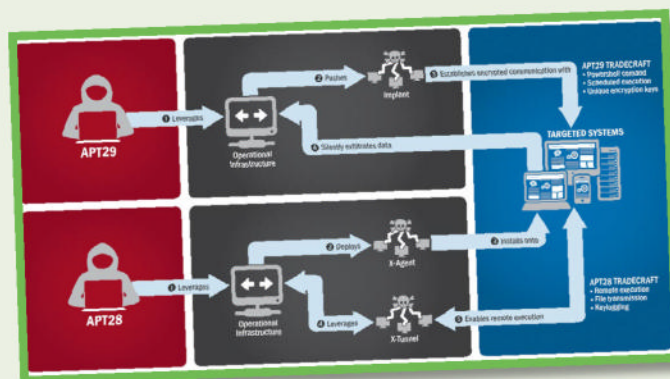 APT29
1 Leverages
Operational
Infrastructure
2 Pushes
Implant
3 Establishes encrypted communication with
4 Silently exfiltrates data
APT29 TRADECRAFT
• Powershell command
• Scheduled execution
• Unique encryption keys
TARGETED SYSTEMS
APT28
1 Leverages
Operational
Infrastructure
2 Deploys
X-Agent
3 Installs onto
4 Leverages
X-Tunnel
5 Enables remote execution
APT28 TRADECRAFT
• Remote execution
• File transmission
• Keylogging